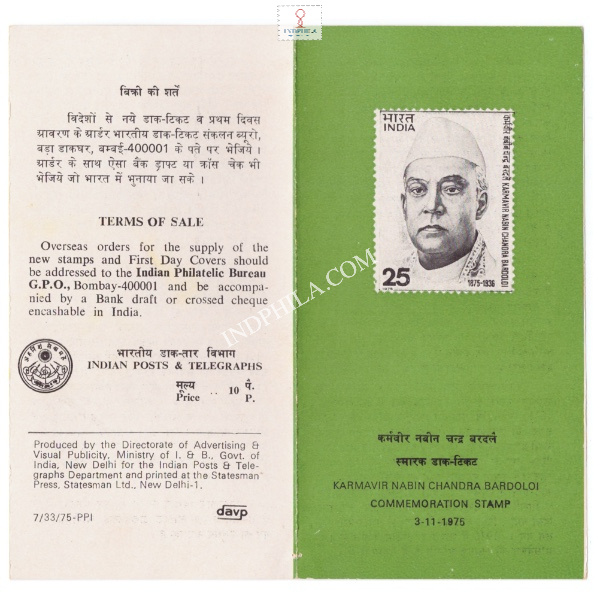 INDPHILA
बिक्री की शर्तें
विदेशों से नये डाक-टिकट व प्रथम दिवस
आवरण के आर्डर भारतीय डाक-टिकट संकलन ब्यूरो,
बड़ा डाकघर, बम्बई-400001 के पते पर भेजिये ।
आर्डर के साथ ऐसा बैंक ड्राफ्ट या क्रॉस चेक भी
भेजिये जो भारत में भुनाया जा सके ।
TERMS OF SALE
Overseas orders for the supply of the
new stamps and First Day Covers should
be addressed to the Indian Philatelic Bureau
G.P.O., Bombay-400001 and be accompa-
nied by a Bank draft or crossed cheque
encashable in India.
भारतीय डाक-तार विभाग
INDIAN POSTS & TELEGRAPHS
मूल्य .. 10 पै.
Price P.
Produced by the Directorate of Advertising &
Visual Publicity, Ministry of I. & B., Govt. of
India, New Delhi for the Indian Posts & Tele-
graphs Department and printed at the Statesman
Press, Statesman Ltd., New Delhi-1.
7/33/75-PPI
davp
भारत
INDIA
KARMAVIR NABIN CHANDRA BARDOLOI
25
1875-1936
INDPHILA.COM
कर्मवीर नबीन चन्द्र बरदलै
स्मारक डाक-टिकट
KARMAVIR NABIN CHANDRA BARDOLOI
COMMEMORATION STAMP
3-11-1975